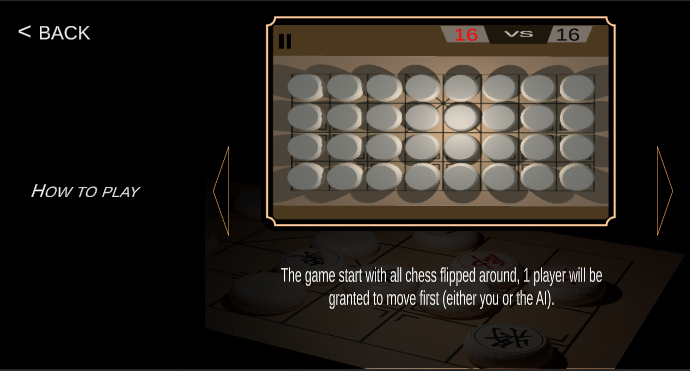 < BACK
16 VS 16
HOW TO PLAY
The game start with all chess flipped around, 1 player will be
granted to move first (either you or the AI).